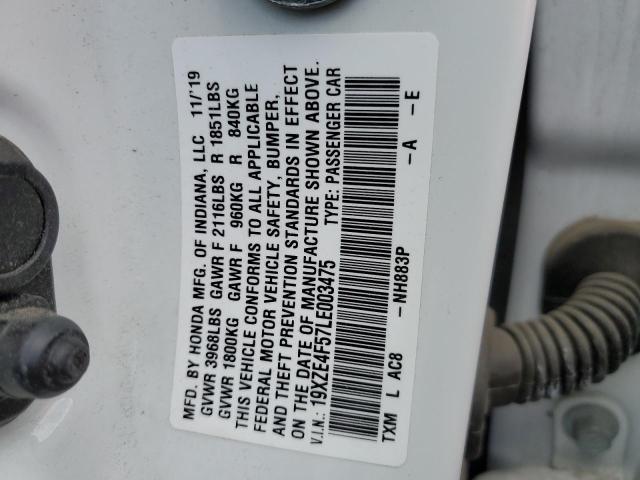 MFD. BY HONDA MFG. OF INDIANA, LLC 11/'19
GVWR 3968LBS GAWR F 2116LBS R 1851LBS
GVWR 1800KG GAWR F 960KG R 840KG
THIS VEHICLE CONFORMS TO ALL APPLICABLE
FEDERAL MOTOR VEHICLE SAFETY, BUMPER,
AND THEFT PREVENTION STANDARDS IN EFFECT
ON THE DATE OF MANUFACTURE SHOWN ABOVE.
V.I.N.: 19XZE4F57LE003475 TYPE: PASSENGER CAR
TXM L AC8 -NH883P -A -E